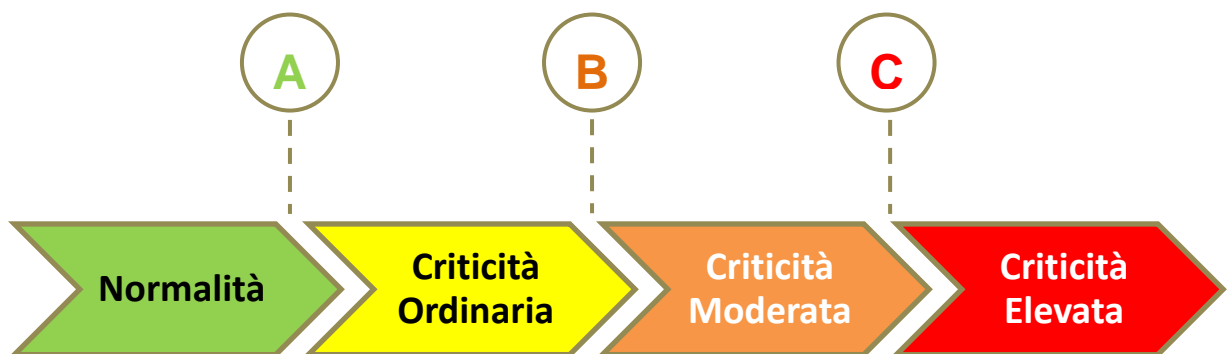 A
B
C
Normalità
Criticità
Ordinaria
Criticità
Moderata
Criticità
Elevata